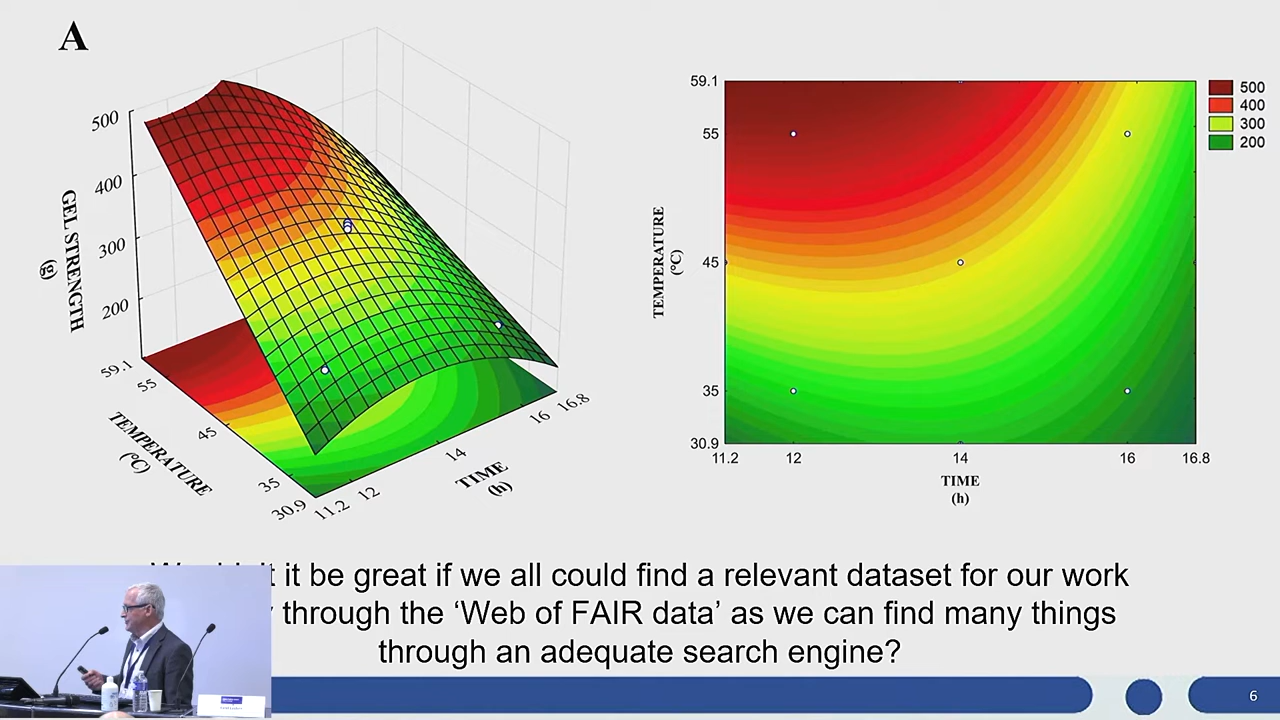 A
500
400
300
200
GEL STRENGTH
(g)
59.1
55
45
35
30.9
TEMPERATURE
(°C)
11.2
12
14
16
16.8
TIME
(h)
59.1
55
45
35
30.9
TEMPERATURE
(°C)
11.2
12
14
16
16.8
TIME
(h)
500
400
300
200
it be great if we all could find a relevant dataset for our work
through the ‘Web of FAIR data’ as we can find many things
through an adequate search engine?
6